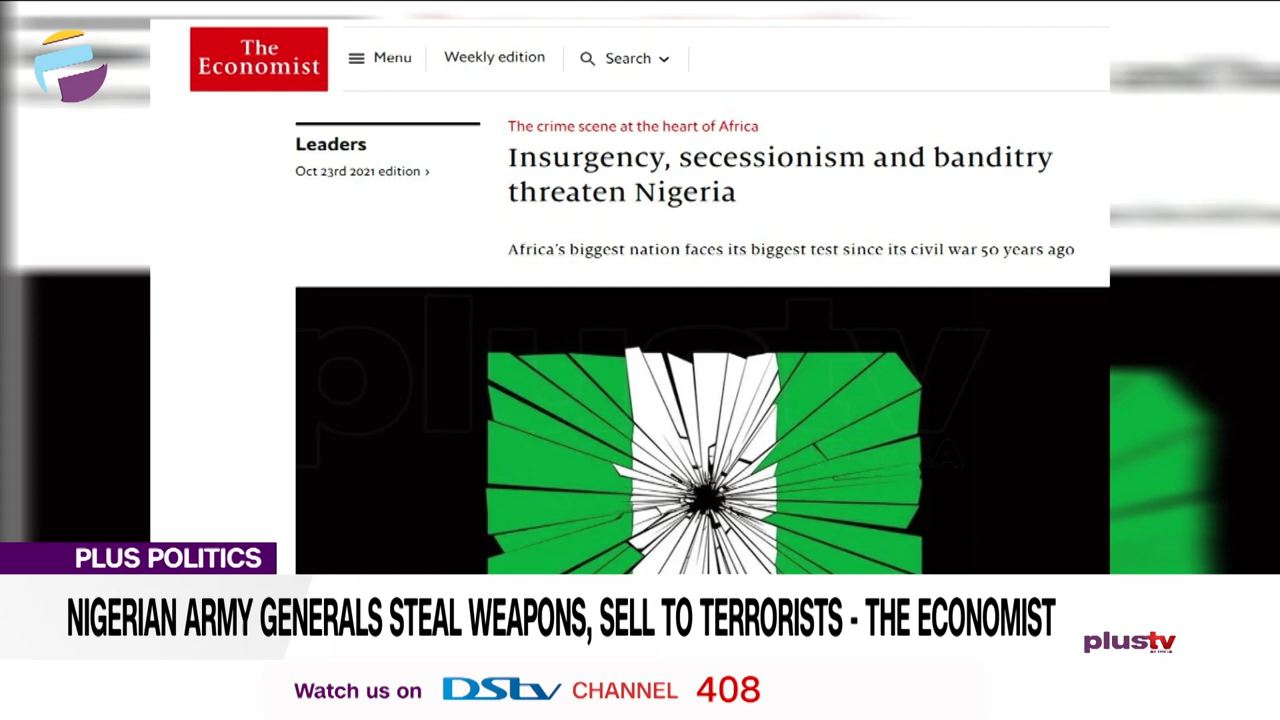 The
Economist
Menu
Weekly edition
Search
Leaders
Oct 23rd 2021 edition ›
The crime scene at the heart of Africa
Insurgency, secessionism and banditry
threaten Nigeria
Africa's biggest nation faces its biggest test since its civil war 50 years ago
plustv
PLUS POLITICS
NIGERIAN ARMY GENERALS STEAL WEAPONS, SELL TO TERRORISTS - THE ECONOMIST
plustv
Watch us on DStv CHANNEL 408